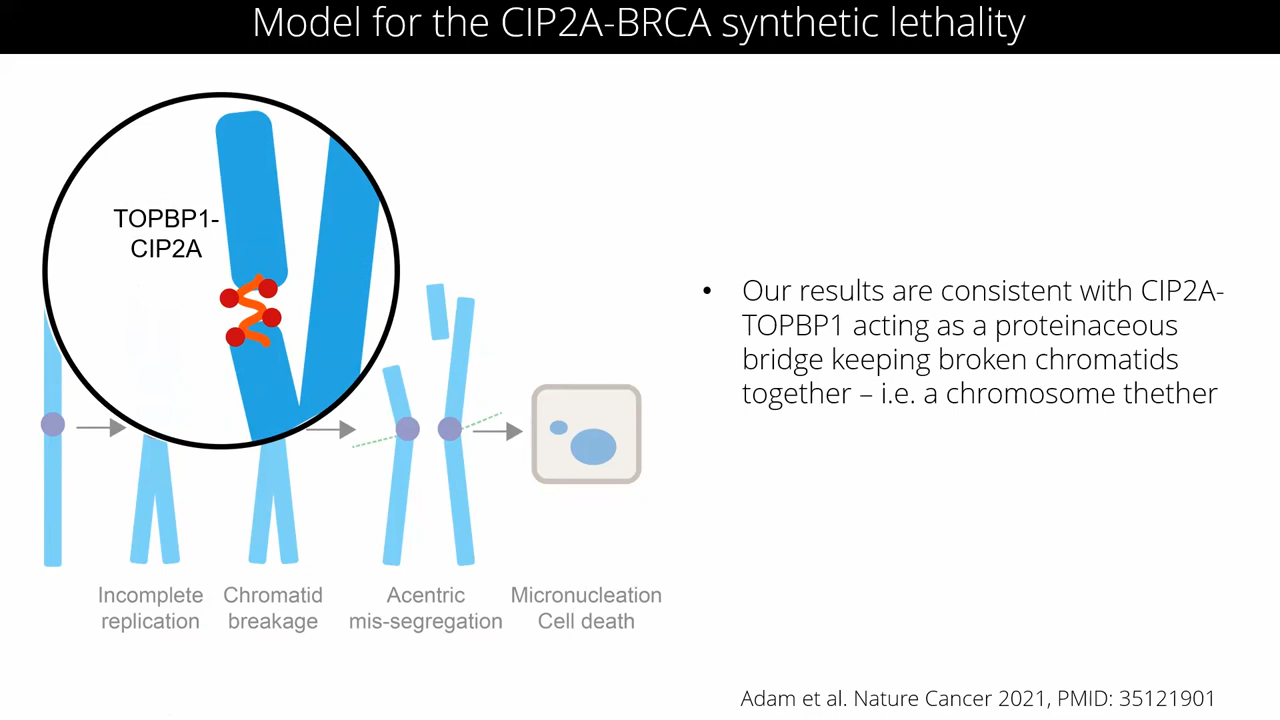 Model for the CIP2A-BRCA synthetic lethality
TOPBP1-
CIP2A
• Our results are consistent with CIP2A-
TOPBP1 acting as a proteinaceous
bridge keeping broken chromatids
together – i.e. a chromosome thether
Incomplete
replication
Chromatid
breakage
Acentric
mis-segregation
Micronucleation
Cell death
Adam et al. Nature Cancer 2021, PMID: 35121901